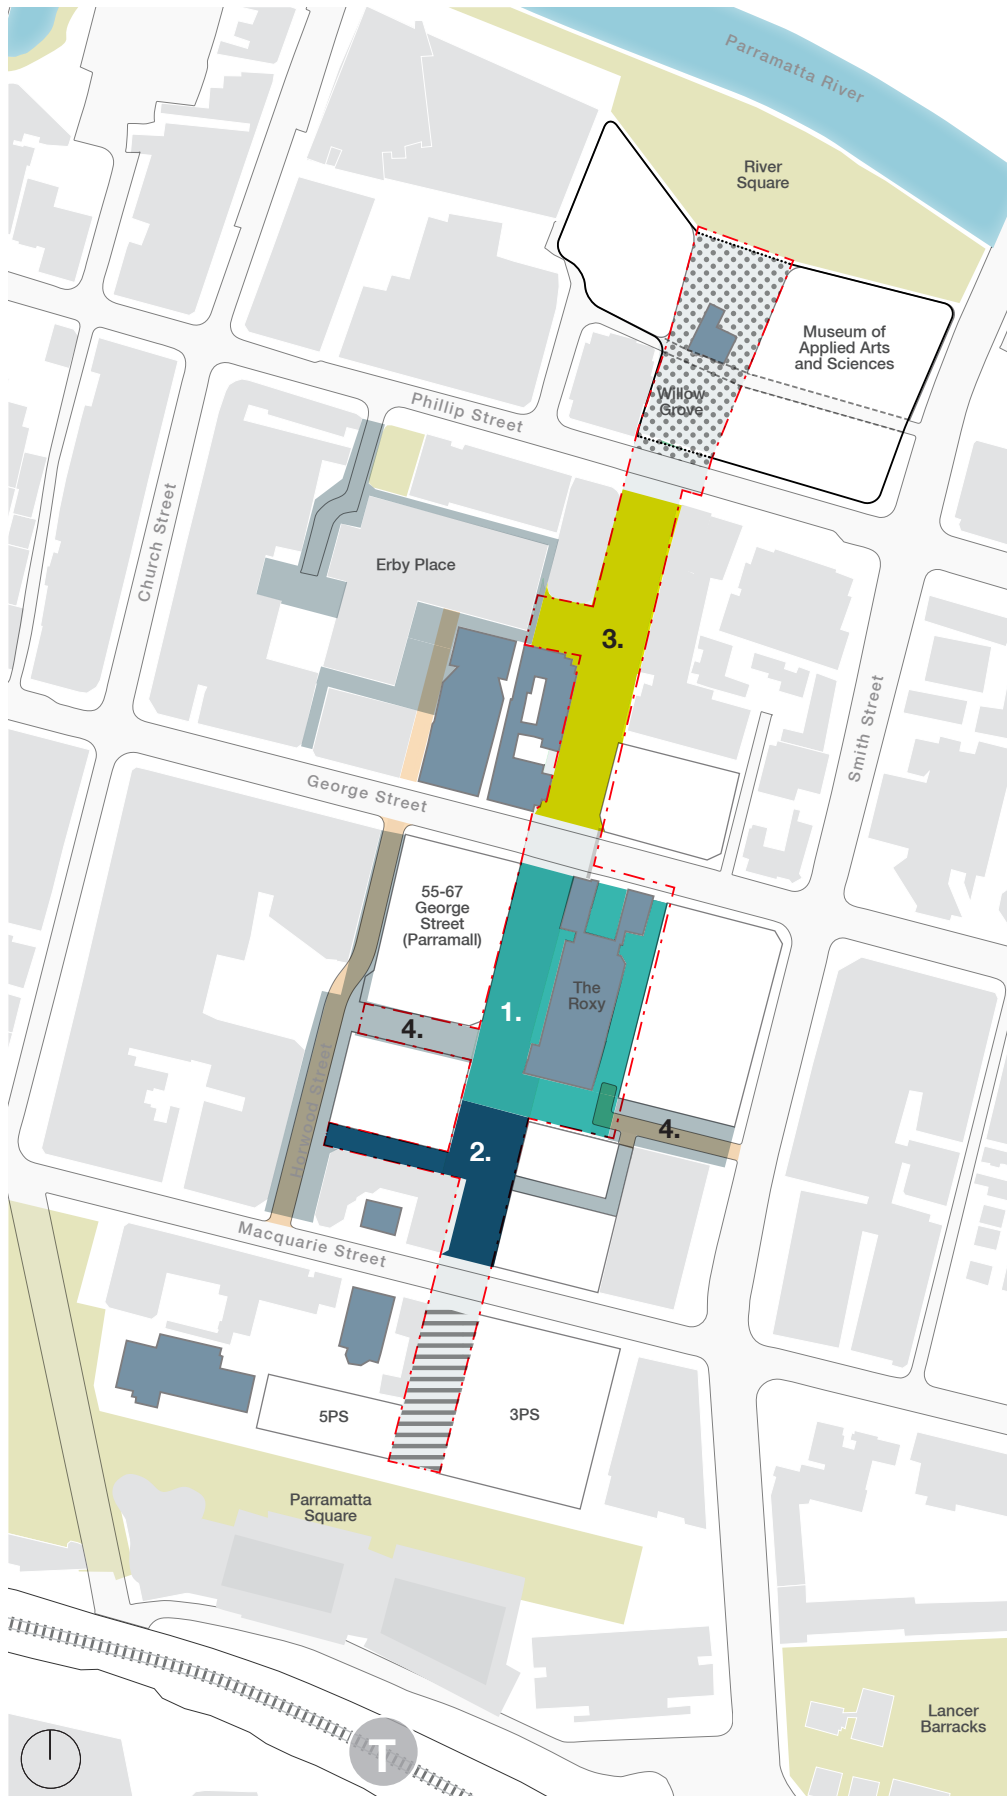 Parramatta River
River
Square
Museum of
Applied Arts
and Sciences
Willow
Grove
Phillip Street
Church Street
Erby Place
3.
Smith Street
George Street
55-67
George
Street
(Parramall)
The
Roxy
1.
4.
Horwood Street
4.
2.
Macquarie Street
5PS
3PS
Parramatta
Square
Lancer
Barracks
T